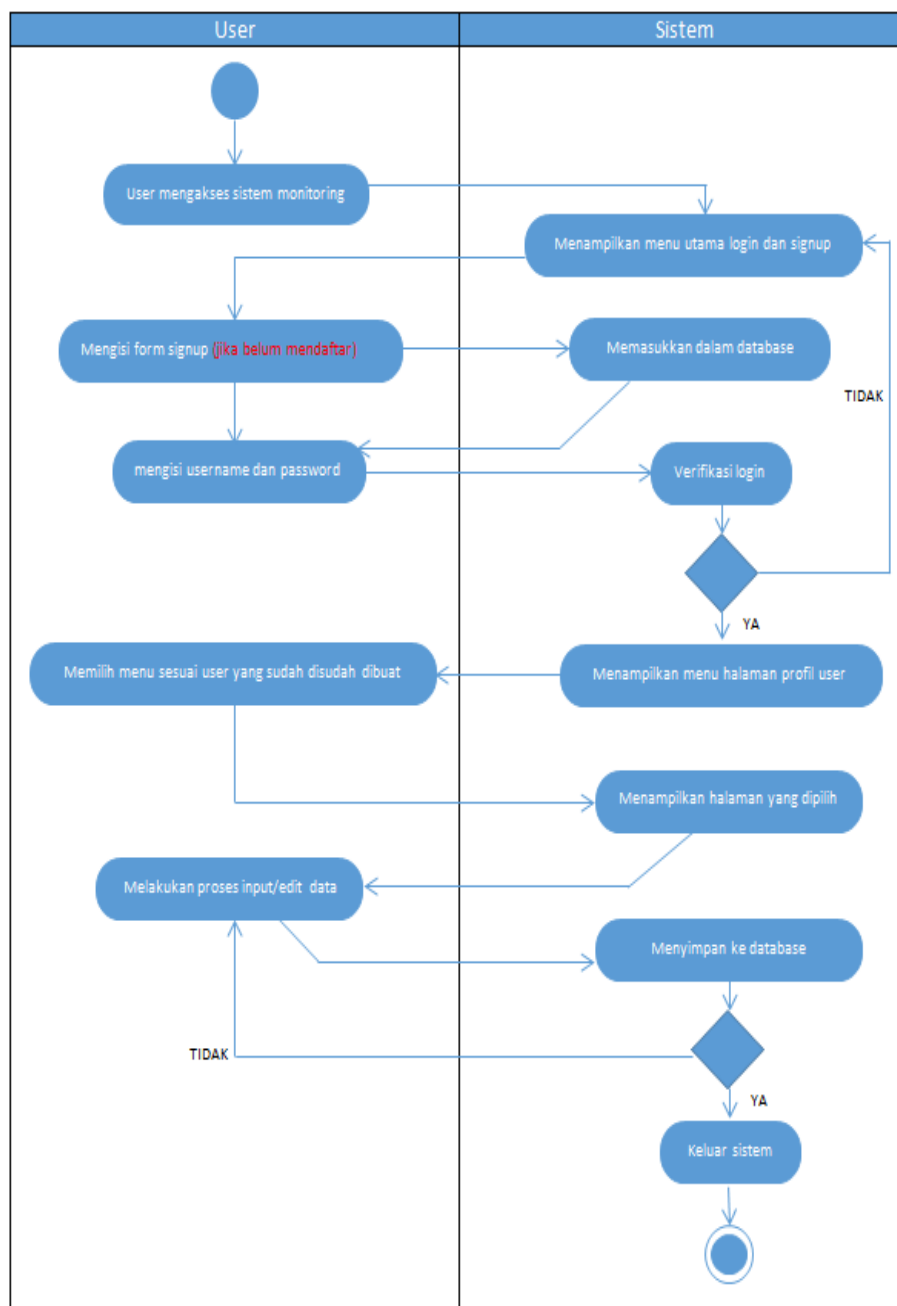 User
Sistem
User mengakses sistem monitoring
Menampilkan menu utama login dan signup
Mengisi form signup (jika belum mendaftar)
Memasukkan dalam database
TIDAK
mengisi username dan password
Verifikasi login
YA
Memilih menu sesuai user yang sudah disudah dibuat
Menampilkan menu halaman profil user
Menampilkan halaman yang dipilih
Melakukan proses input/edit data
Menyimpan ke database
TIDAK
YA
Keluar sistem